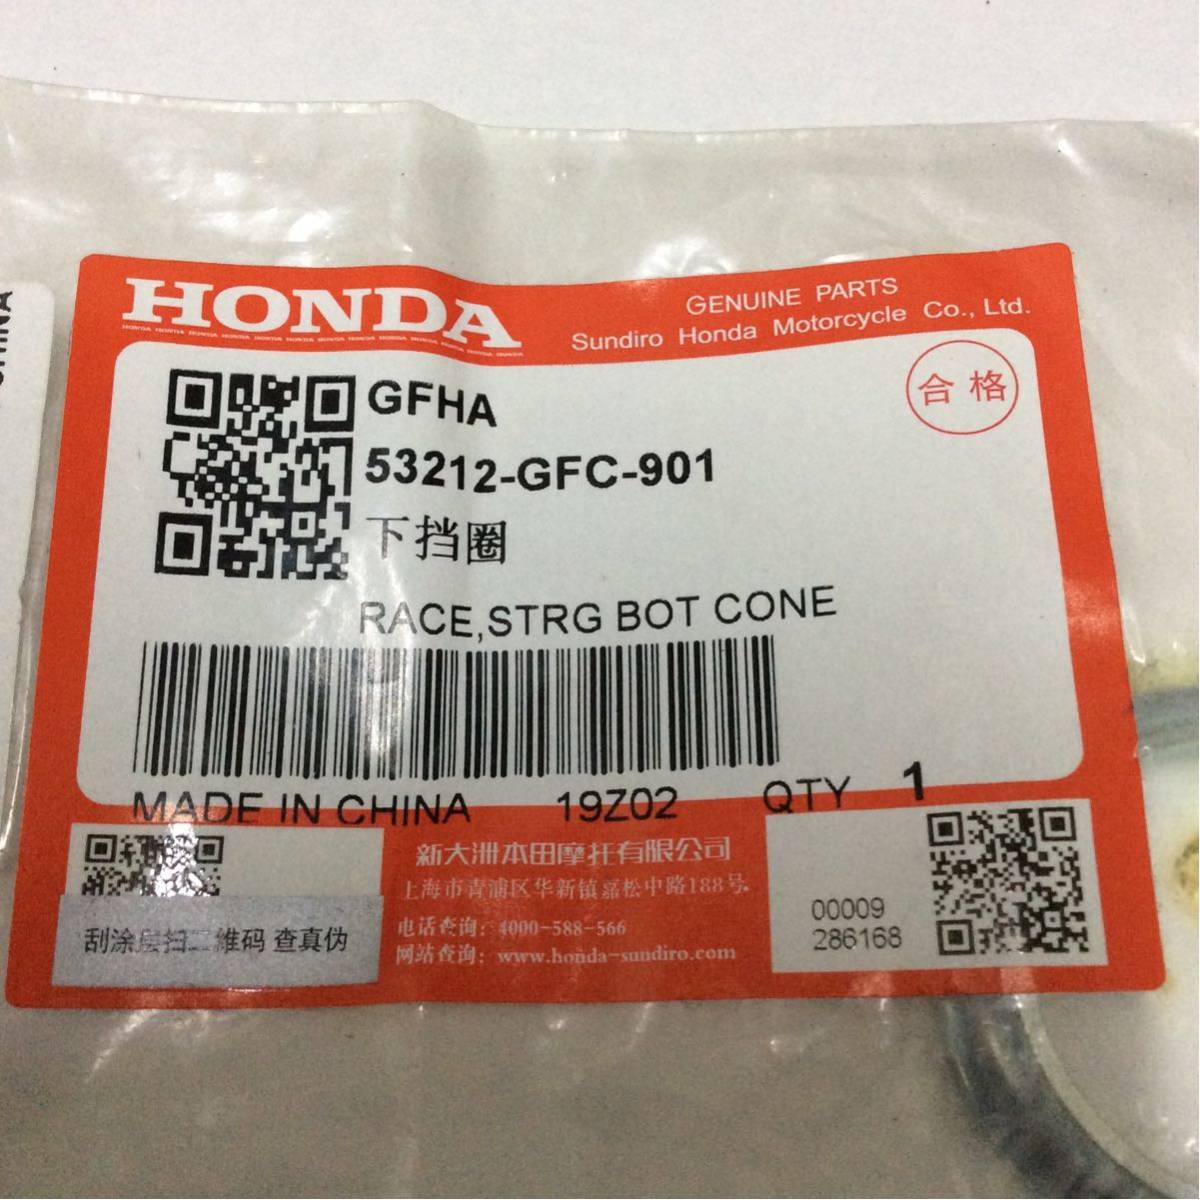 HONDA
GENUINE PARTS
Sundiro Honda Motorcycle Co., Ltd.
合格
GFHA
53212-GFC-901
下挡圈
RACE,STRG BOT CONE
MADE IN CHINA 19Z02 QTY 1
新大洲本田摩托有限公司
上海市青浦区华新镇嘉松中路188号
电话查询：4000-588-566
网站查询：www.honda-sundiro.com
刮涂层扫二維码 查真伪
00009
286168
CHINA